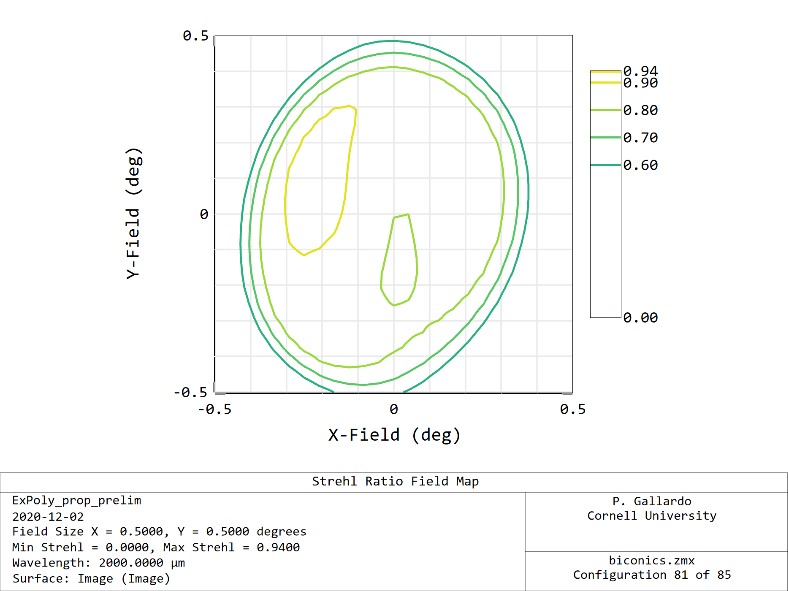 0.5
0
-0.5
Y-Field (deg)
-0.5 0 0.5
X-Field (deg)
0.94
0.90
0.80
0.70
0.60
0.00
Strehl Ratio Field Map
ExPoly_prop_prelim
2020-12-02
Field Size X = 0.5000, Y = 0.5000 degrees
Min Strehl = 0.0000, Max Strehl = 0.9400
Wavelength: 2000.0000 µm
Surface: Image (Image)
P. Gallardo
Cornell University
biconics.zmx
Configuration 81 of 85